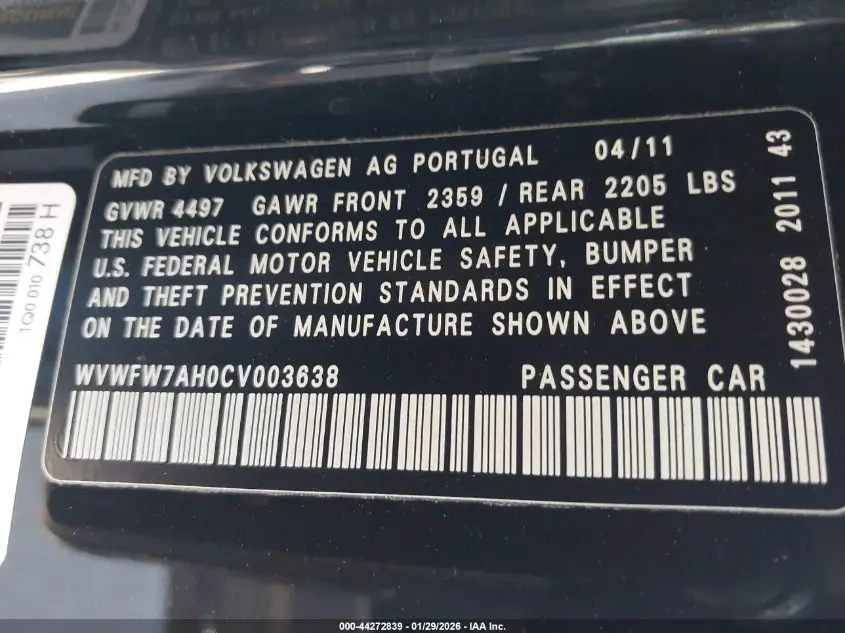 MFD BY VOLKSWAGEN AG PORTUGAL 04/11
GVWR 4497 GAWR FRONT 2359 / REAR 2205 LBS
THIS VEHICLE CONFORMS TO ALL APPLICABLE
U.S. FEDERAL MOTOR VEHICLE SAFETY, BUMPER
AND THEFT PREVENTION STANDARDS IN EFFECT
ON THE DATE OF MANUFACTURE SHOWN ABOVE
WVWFW7AH0CV003638 PASSENGER CAR
1430028 2011 43
1Q0 010 738 H
000-44272839 - 01/29/2026 - IAA Inc.